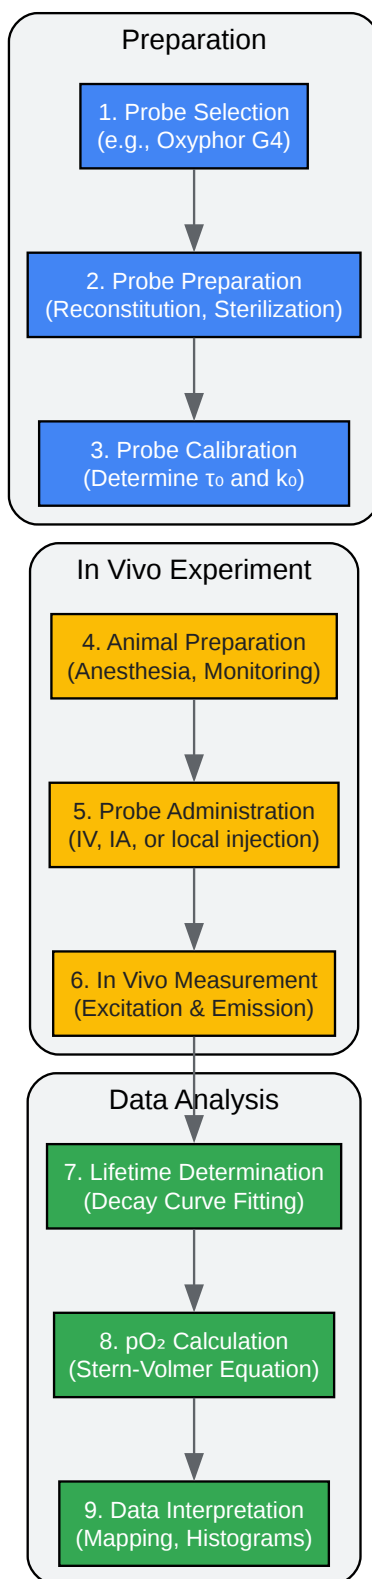 Preparation
1. Probe Selection
(e.g., Oxyphor G4)
2. Probe Preparation
(Reconstitution, Sterilization)
3. Probe Calibration
(Determine τ₀ and k₀)
In Vivo Experiment
4. Animal Preparation
(Anesthesia, Monitoring)
5. Probe Administration
(IV, IA, or local injection)
6. In Vivo Measurement
(Excitation & Emission)
Data Analysis
7. Lifetime Determination
(Decay Curve Fitting)
8. pO₂ Calculation
(Stern-Volmer Equation)
9. Data Interpretation
(Mapping, Histograms)